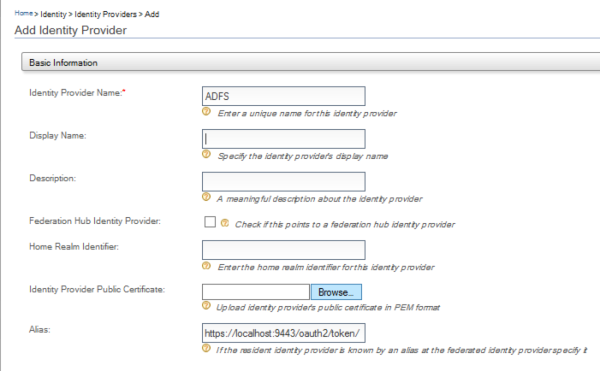 Home > Identity > Identity Providers > Add
Add Identity Provider
Basic Information
Identity Provider Name:*
ADFS
Enter a unique name for this identity provider
Display Name:
Specify the identity provider's display name
Description:
A meaningful description about the identity provider
Federation Hub Identity Provider:
Check if this points to a federation hub identity provider
Home Realm Identifier:
Enter the home realm identifier for this identity provider
Identity Provider Public Certificate:
Browse...
Upload identity provider's public certificate in PEM format
Alias:
https://localhost:9443/oauth2/token/
If the resident identity provider is known by an alias at the federated identity provider specify it